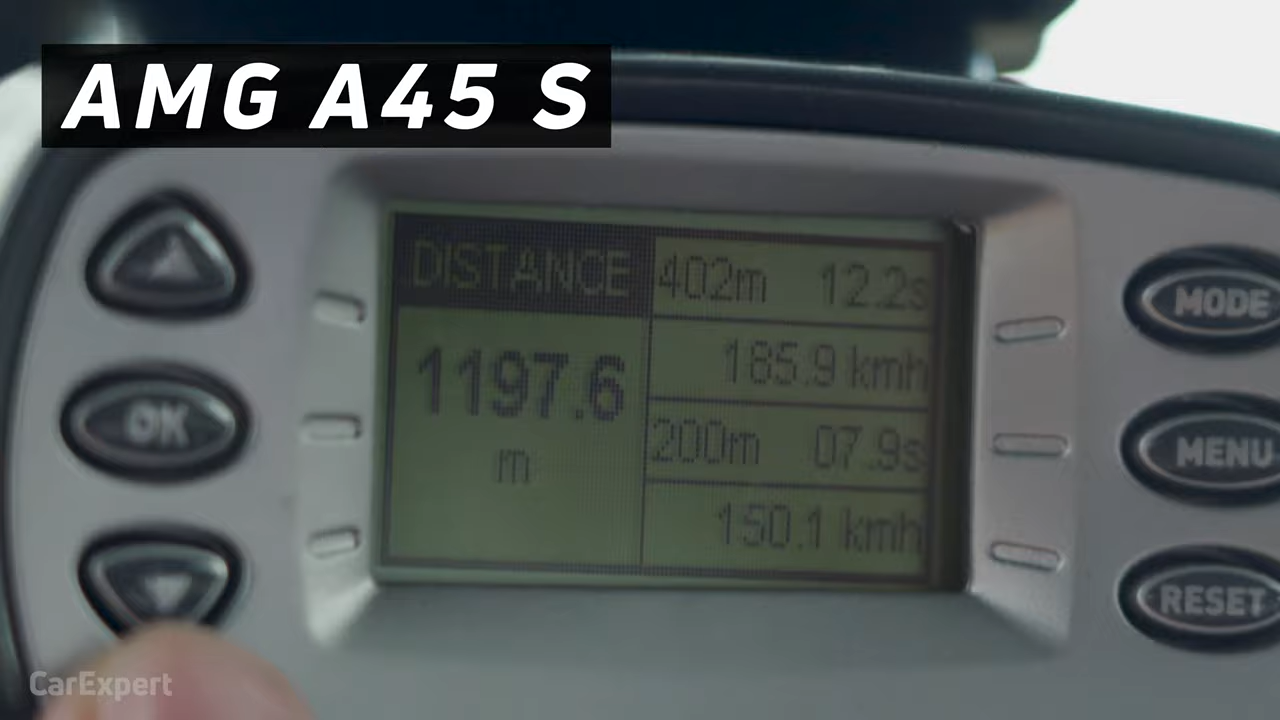 AMG A45 S
DISTANCE
1197.6
m
402m 12.2s
185.9 kmh
200m 07.9s
150.1 kmh
OK
MODE
MENU
RESET
CarExpert